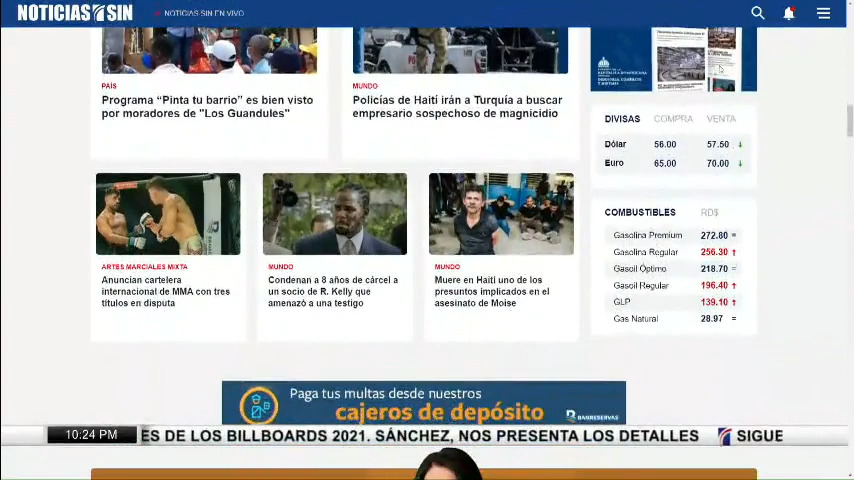 NOTICIAS SIN
NOTICIAS SIN EN VIVO
PAÍS
Programa “Pinta tu barrio” es bien visto
por moradores de "Los Guandules"
MUNDO
Policías de Haití irán a Turquía a buscar
empresario sospechoso de magnicidio
DIVISAS COMPRA VENTA
Dólar 56.00 57.50 ↓
Euro 65.00 70.00 ↓
COMBUSTIBLES RD$
Gasolina Premium 272.80 =
Gasolina Regular 256.30 ↑
Gasoil Óptimo 218.70 =
Gasoil Regular 196.40 ↑
GLP 139.10 ↑
Gas Natural 28.97 =
ARTES MARCIALES MIXTA
Anuncian cartelera
internacional de MMA con tres
títulos en disputa
MUNDO
Condenan a 8 años de cárcel a
un socio de R. Kelly que
amenazó a una testigo
MUNDO
Muere en Haití uno de los
presuntos implicados en el
asesinato de Moise
Paga tus multas desde nuestros
cajeros de depósito
BANRESERVAS
10:24 PM ES DE LOS BILLBOARDS 2021. SÁNCHEZ, NOS PRESENTA LOS DETALLES SIGUE